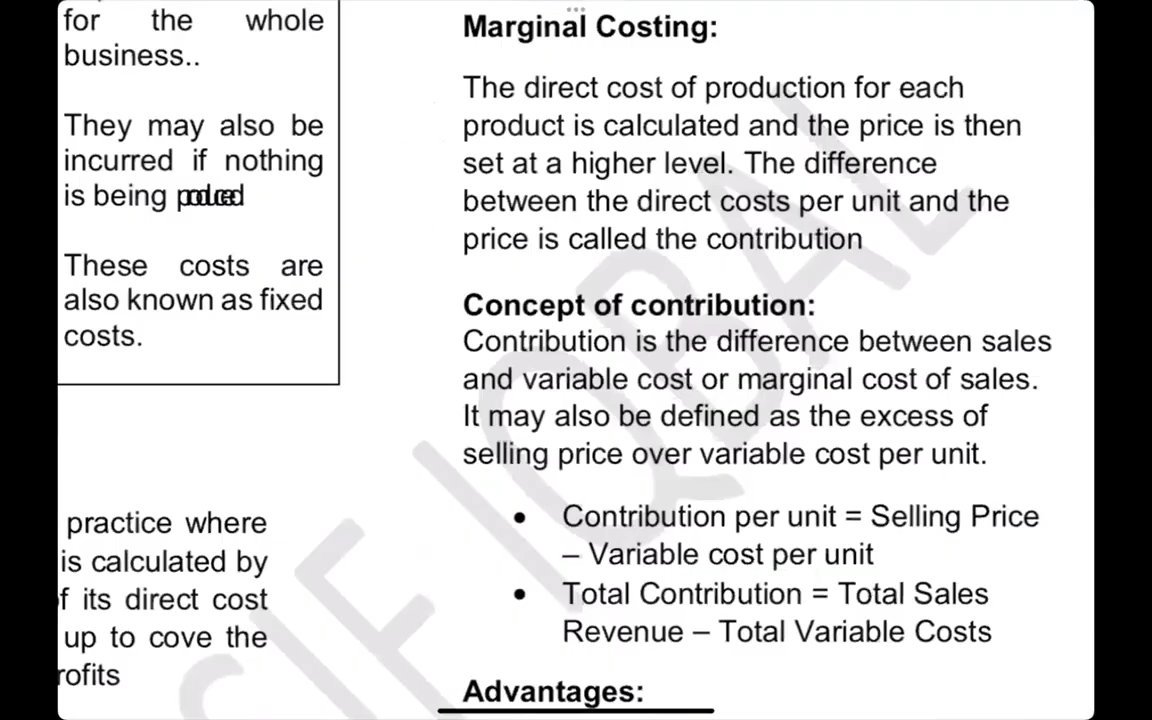 for the whole
business..
They may also be
incurred if nothing
is being
These costs are
also known as fixed
costs.
practice where
is calculated by
its direct cost
up to cove the
rofits
Marginal Costing:
The direct cost of production for each
product is calculated and the price is then
set at a higher level. The difference
between the direct costs per unit and the
price is called the contribution
Concept of contribution:
Contribution is the difference between sales
and variable cost or marginal cost of sales.
It may also be defined as the excess of
selling price over variable cost per unit.
• Contribution per unit = Selling Price
– Variable cost per unit
• Total Contribution = Total Sales
Revenue – Total Variable Costs
Advantages:
SIF IQBAL